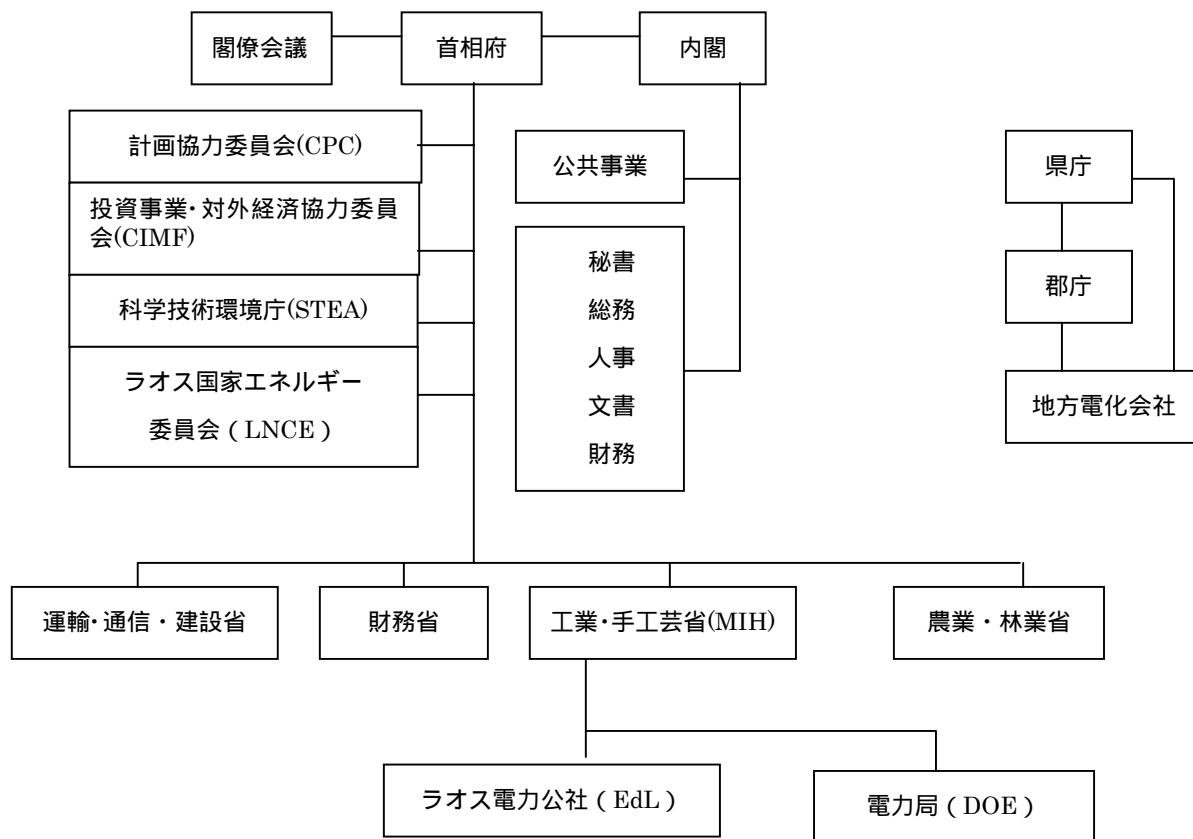 閣僚会議
首相府
内閣
計画協力委員会(CPC)
投資事業・対外経済協力委員
会(CIMF)
科学技術環境庁(STEA)
ラオス国家エネルギー
委員会(LNCE)
公共事業
秘書
総務
人事
文書
財務
県庁
郡庁
地方電化会社
運輸・通信・建設省
財務省
工業・手工芸省(MIH)
農業・林業省
ラオス電力公社(EdL)
電力局(DOE)